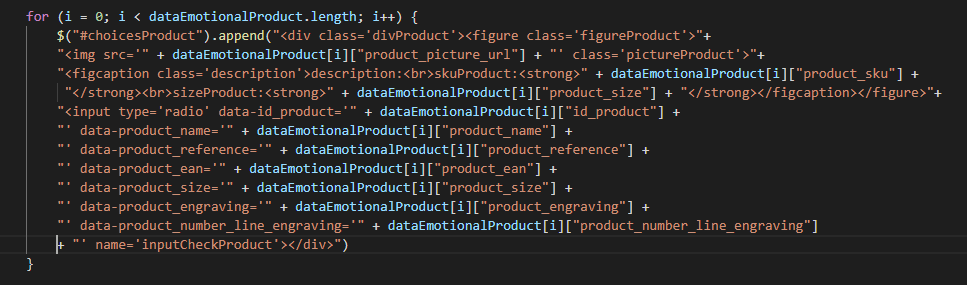 for (i = 0; i < dataEmotionalProduct.length; i++) {
$("#choicesProduct").append("<div class='divProduct'><figure class='figureProduct'>"+
"<img src='" + dataEmotionalProduct[i]["product_picture_url"] + "' class='pictureProduct'>"+
"<figcaption class='description'>description:<br>skuProduct:<strong>" + dataEmotionalProduct[i]["product_sku"] +
"</strong><br>sizeProduct:<strong>" + dataEmotionalProduct[i]["product_size"] + "</strong></figcaption></figure>"+
"<input type='radio' data-id_product='" + dataEmotionalProduct[i]["id_product"] +
"' data-product_name='" + dataEmotionalProduct[i]["product_name"] +
"' data-product_reference='" + dataEmotionalProduct[i]["product_reference"] +
"' data-product_ean='" + dataEmotionalProduct[i]["product_ean"] +
"' data-product_size='" + dataEmotionalProduct[i]["product_size"] +
"' data-product_engraving='" + dataEmotionalProduct[i]["product_engraving"] +
"' data-product_number_line_engraving='" + dataEmotionalProduct[i]["product_number_line_engraving"]
+ "' name='inputCheckProduct'></div>")
}